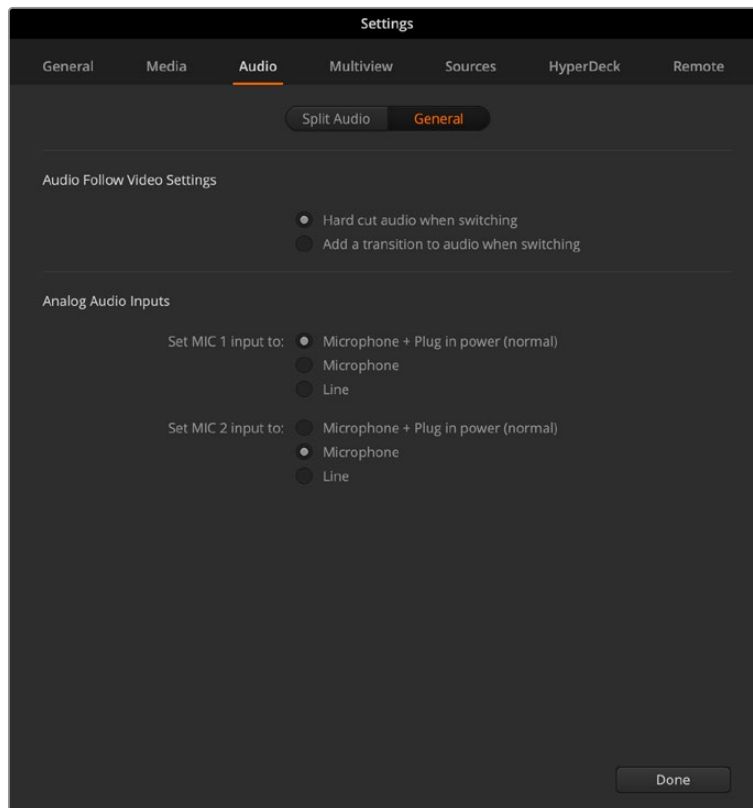 Settings
General Media Audio Multiview Sources HyperDeck Remote
Split Audio General
Audio Follow Video Settings
Hard cut audio when switching
Add a transition to audio when switching
Analog Audio Inputs
Set MIC 1 input to: Microphone + Plug in power (normal)
Microphone
Line
Set MIC 2 input to: Microphone + Plug in power (normal)
Microphone
Line
Done